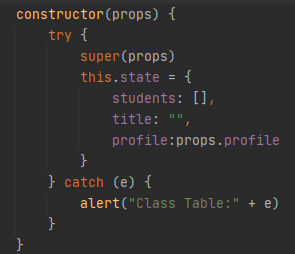 constructor(props) {
    try {
        super(props)
        this.state = {
            students: [],
            title: "",
            profile:props.profile
        }
    } catch (e) {
        alert("Class Table:" + e)
    }
}